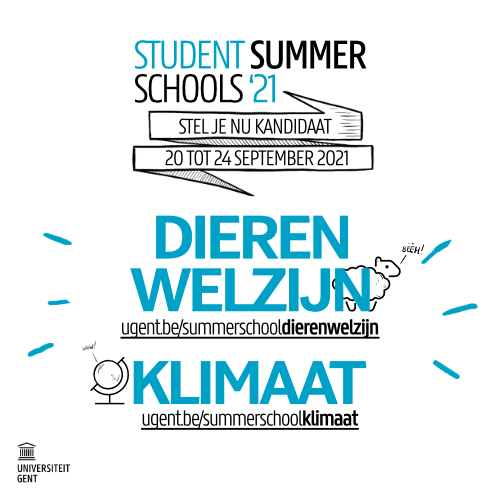 STUDENT SUMMER
SCHOOLS '21
STEL JE NU KANDIDAAT
20 TOT 24 SEPTEMBER 2021
DIEREN
BÈÈH!
WELZIJN
ugent.be/summerschooldierenwelzijn
KLIMAAT
ugent.be/summerschoolklimaat
UNIVERSITEIT
GENT